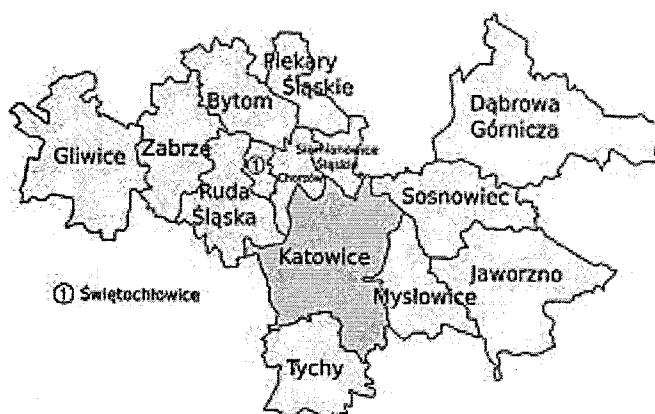 Piekary
Śląskie
Bytom
Dąbrowa
Górnicza
Gliwice
Zabrze
①
Siemianowice
Śląskie
Chorzów
Ruda
Śląska
Sosnowiec
Katowice
Jaworzno
Mysłowice
① Świętochłowice
Tychy